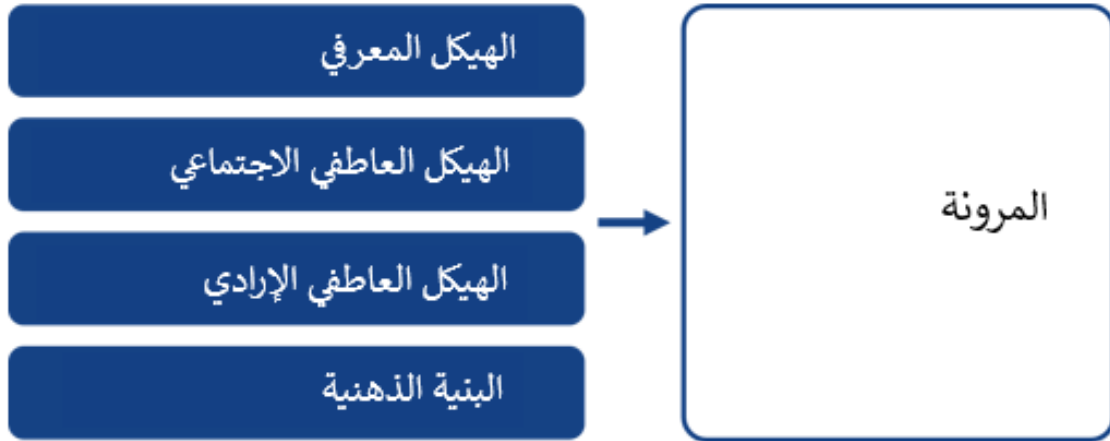 الهيكل المعرفي
الهيكل العاطفي الاجتماعي
الهيكل العاطفي الإرادي
البنية الذهنية
المرونة